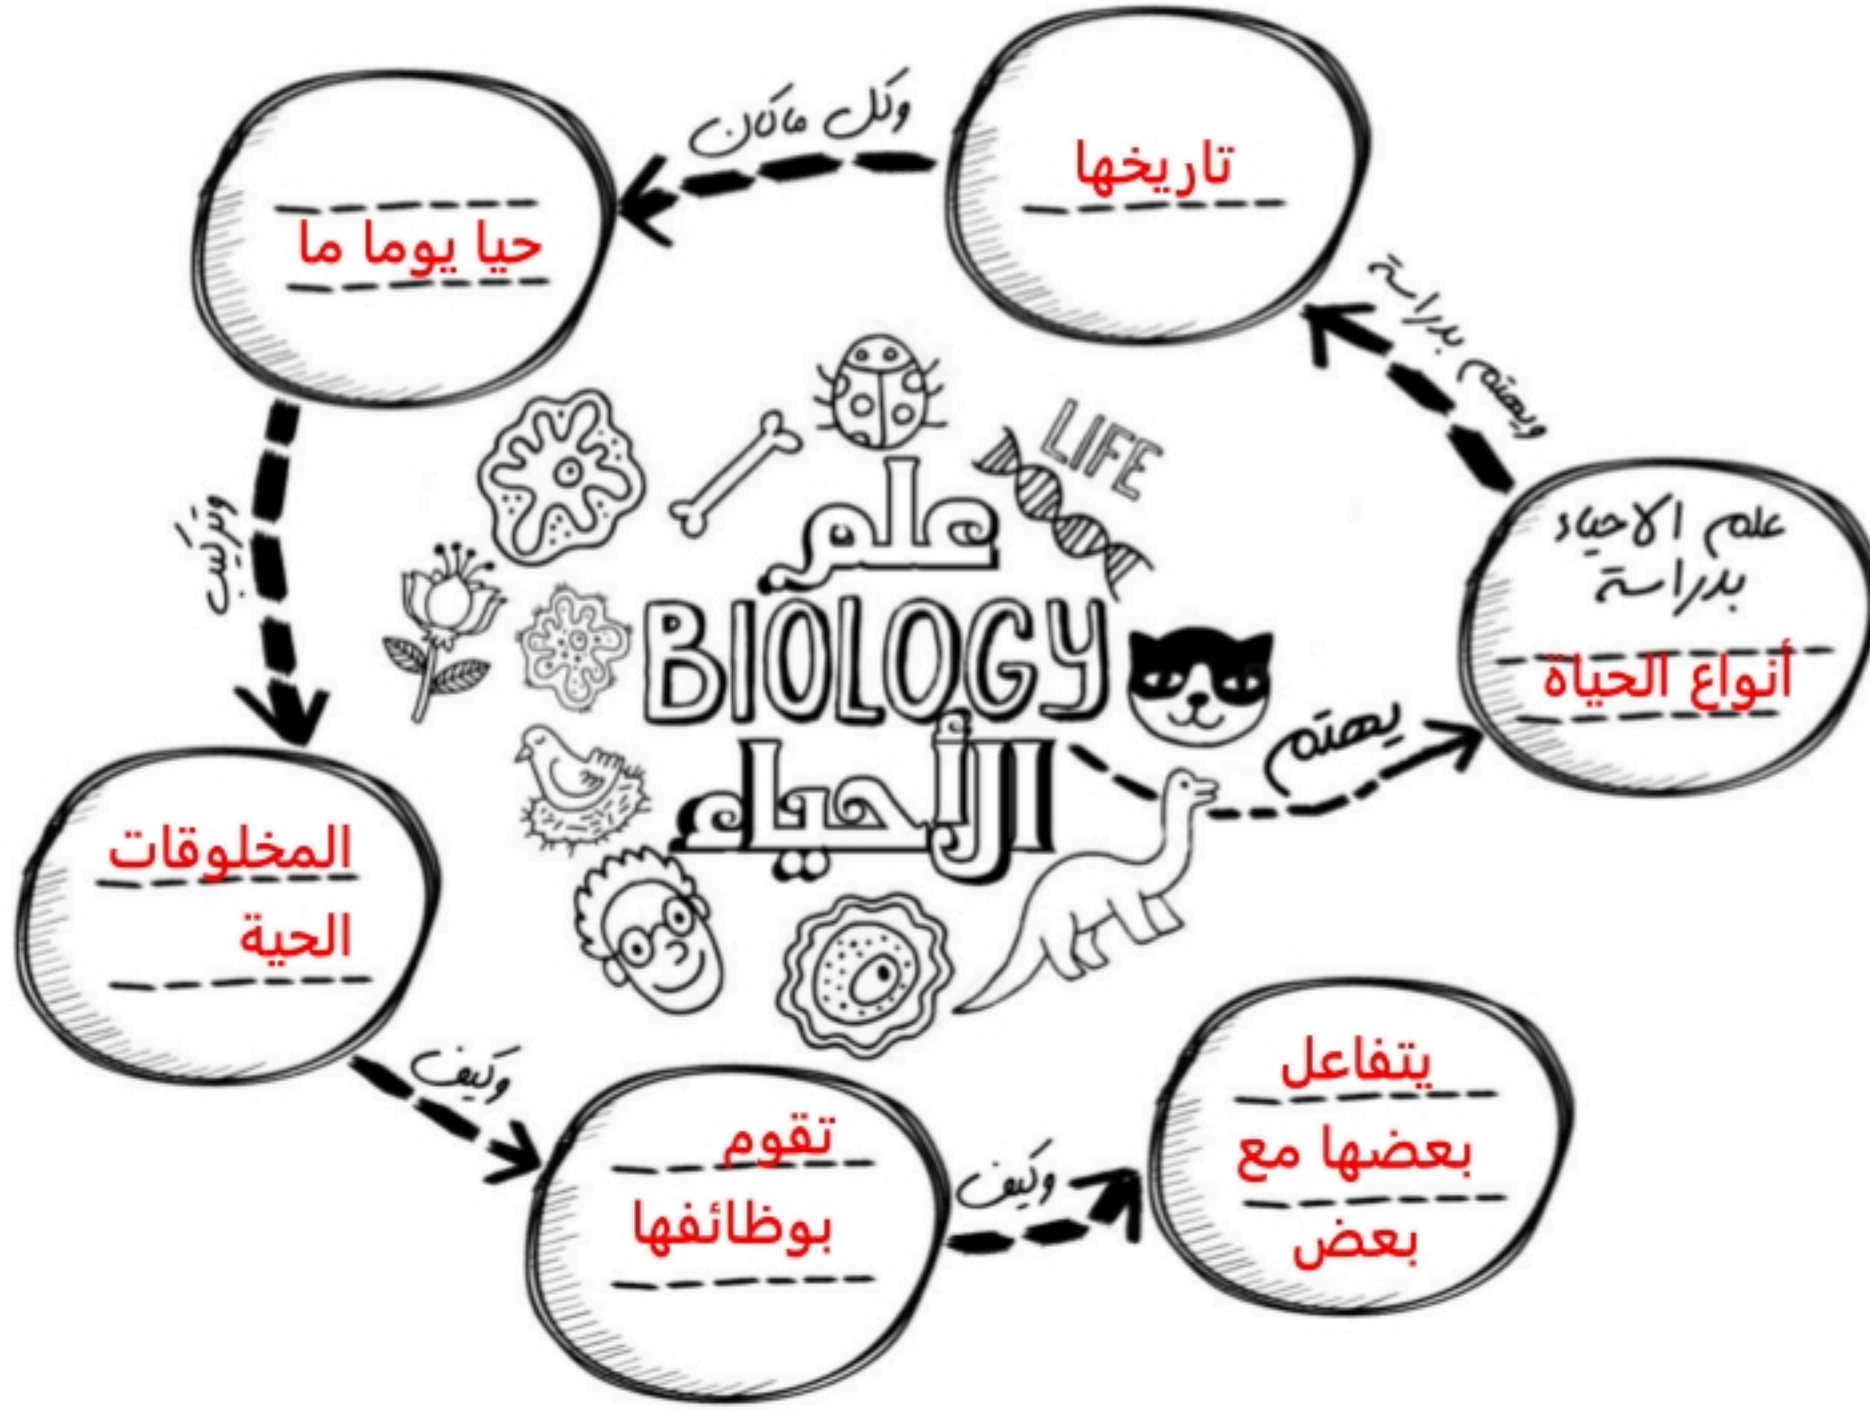 علم
BIOLOGY
الأحياء
LIFE
يهتم
علم الاحياء
بدراسة
أنواع الحياة
ويهتم بدراسة
تاريخها
وكل ماكان
حيا يوما ما
وتركيب
المخلوقات
الحية
وكيف
تقوم
بوظائفها
وكيف
يتفاعل
بعضها مع
بعض